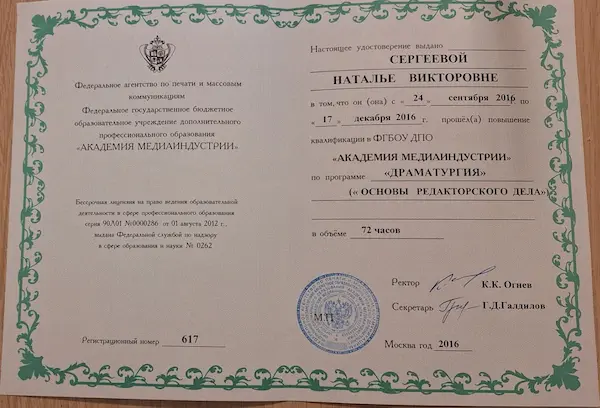 Федеральное агентство по печати и массовым
коммуникациям
Федеральное государственное бюджетное
образовательное учреждение дополнительного
профессионального образования
«АКАДЕМИЯ МЕДИАИНДУСТРИИ»
Бессрочная лицензия на право ведения образовательной
деятельности в сфере профессионального образования
серия 90Л01 №0000286 от 01 августа 2012 г.,
выдана Федеральной службой по надзору
в сфере образования и науки № 0262
Регистрационный номер 617
Настоящее удостоверение выдано
СЕРГЕЕВОЙ
НАТАЛЬЕ ВИКТОРОВНЕ
в том, что он (она) с « 24 » сентября 2016 по
« 17 » декабря 2016 г. прошёл(а) повышение
квалификации в ФГБОУ ДПО
«АКАДЕМИЯ МЕДИАИНДУСТРИИ»
по программе «ДРАМАТУРГИЯ»
(« ОСНОВЫ РЕДАКТОРСКОГО ДЕЛА»)
в объёме 72 часов
Ректор К.К. Огнев
Секретарь Г.Д.Галдилов
М.П.
Москва год 2016